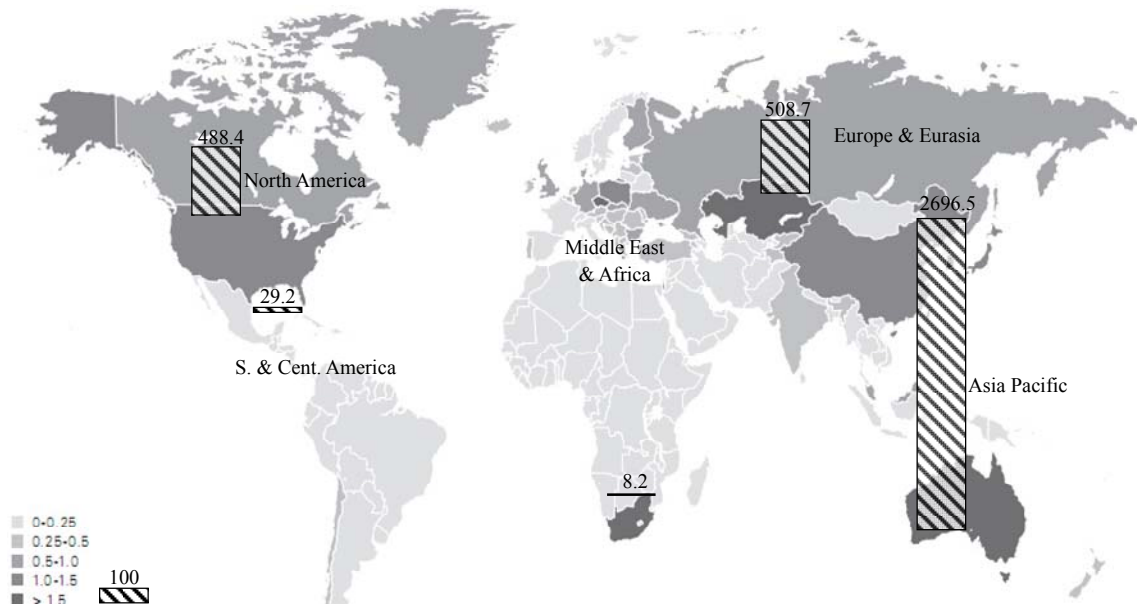 488.4
North America
508.7
Europe & Eurasia
2696.5
Middle East
& Africa
29.2
S. & Cent. America
Asia Pacific
8.2
0-0.25
0.25-0.5
0.5-1.0
1.0-1.5
> 1.5
100